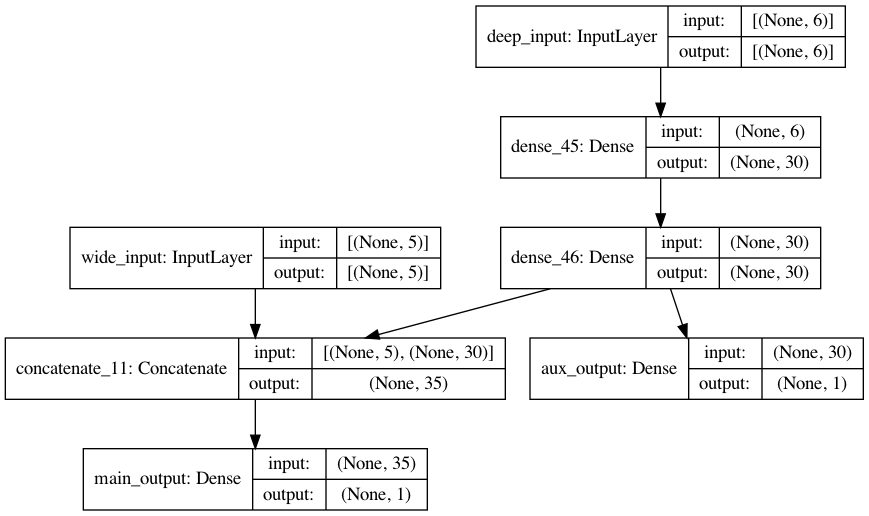 deep_input: InputLayer
input: [(None, 6)]
output: [(None, 6)]
dense_45: Dense
input: (None, 6)
output: (None, 30)
wide_input: InputLayer
input: [(None, 5)]
output: [(None, 5)]
dense_46: Dense
input: (None, 30)
output: (None, 30)
concatenate_11: Concatenate
input: [(None, 5), (None, 30)]
output: (None, 35)
aux_output: Dense
input: (None, 30)
output: (None, 1)
main_output: Dense
input: (None, 35)
output: (None, 1)